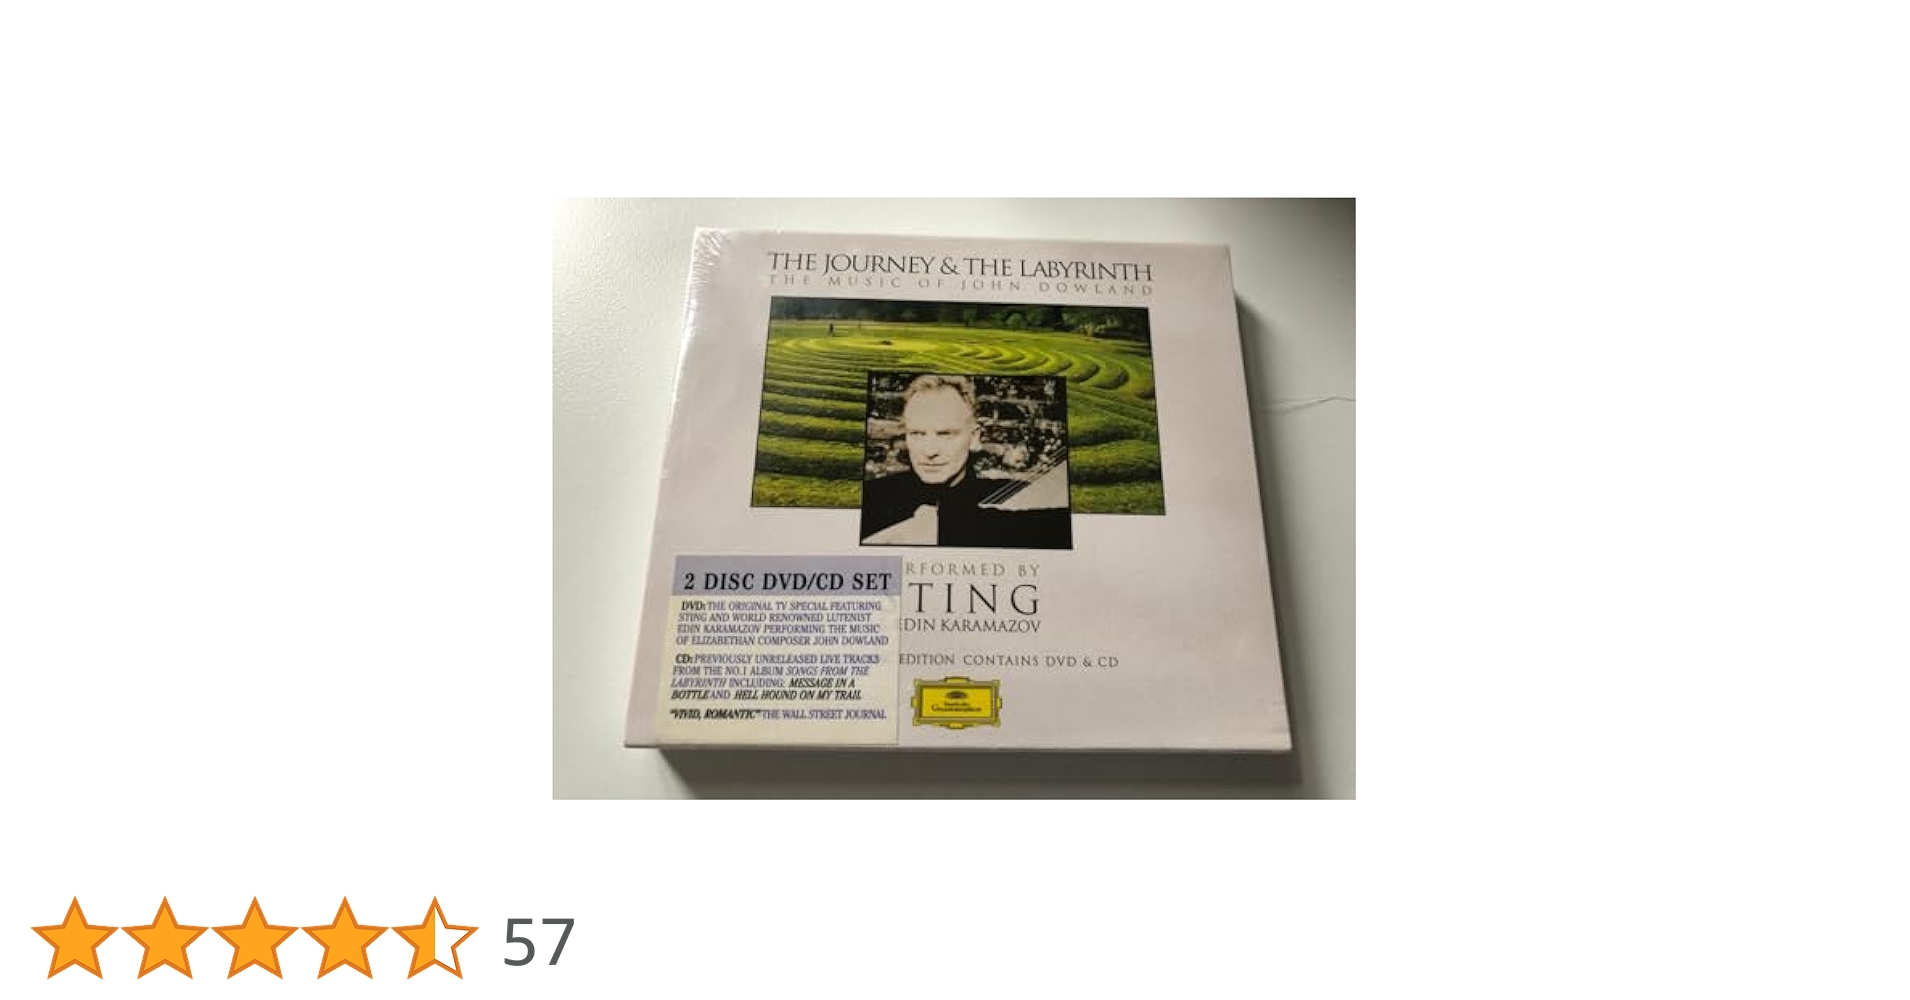 THE JOURNEY & THE LABYRINTH
THE MUSIC OF JOHN DOWLAND
RFORMED BY
TING
EDIN KARAMAZOV
EDITION CONTAINS DVD & CD
Deutsche
Grammophon
2 DISC DVD/CD SET
DVD: THE ORIGINAL TV SPECIAL FEATURING
STING AND WORLD RENOWNED LUTENIST
EDIN KARAMAZOV PERFORMING THE MUSIC
OF ELIZABETHAN COMPOSER JOHN DOWLAND
CD: PREVIOUSLY UNRELEASED LIVE TRACKS
FROM THE NO.1 ALBUM SONGS FROM THE
LABYRINTH INCLUDING: MESSAGE IN A
BOTTLE AND HELL HOUND ON MY TRAIL
"VIVID, ROMANTIC" THE WALL STREET JOURNAL
57